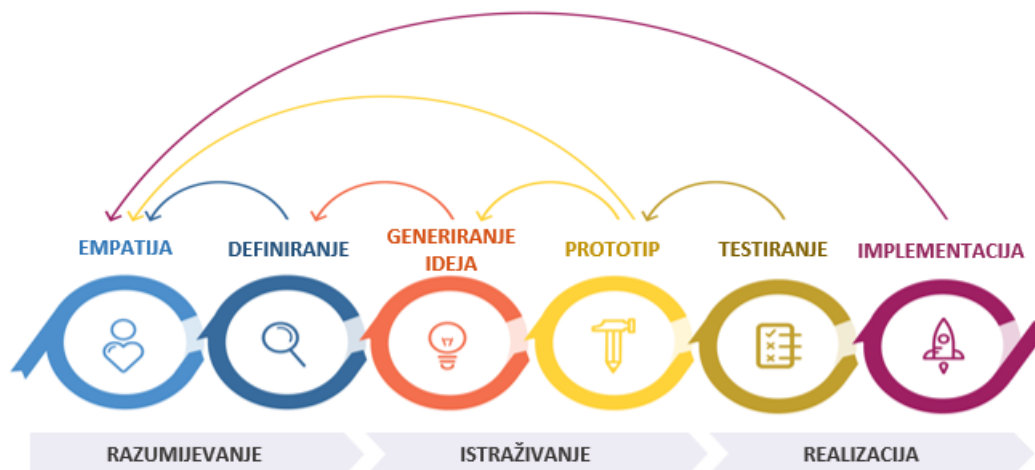 EMPATIJA
DEFINIRANJE
GENERIRANJE
IDEJA
PROTOTIP
TESTIRANJE
IMPLEMENTACIJA
RAZUMIJEVANJE
ISTRAŽIVANJE
REALIZACIJA